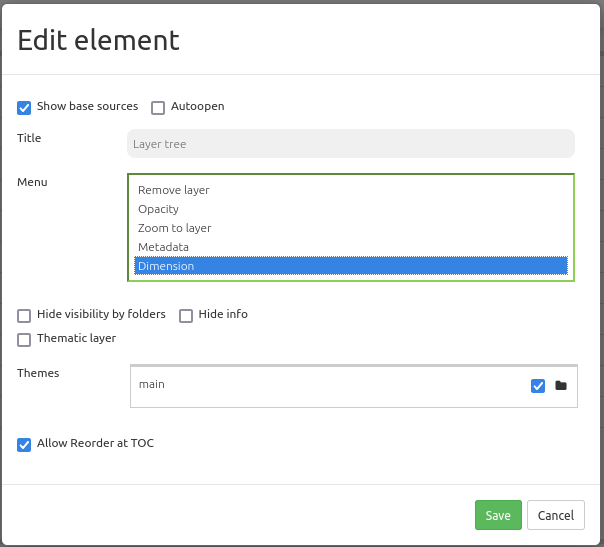 Edit element
Show base sources Autoopen
Title Layer tree
Menu Remove layer
Opacity
Zoom to layer
Metadata
Dimension
Hide visibility by folders Hide info
Thematic layer
Themes main
Allow Reorder at TOC
Save Cancel